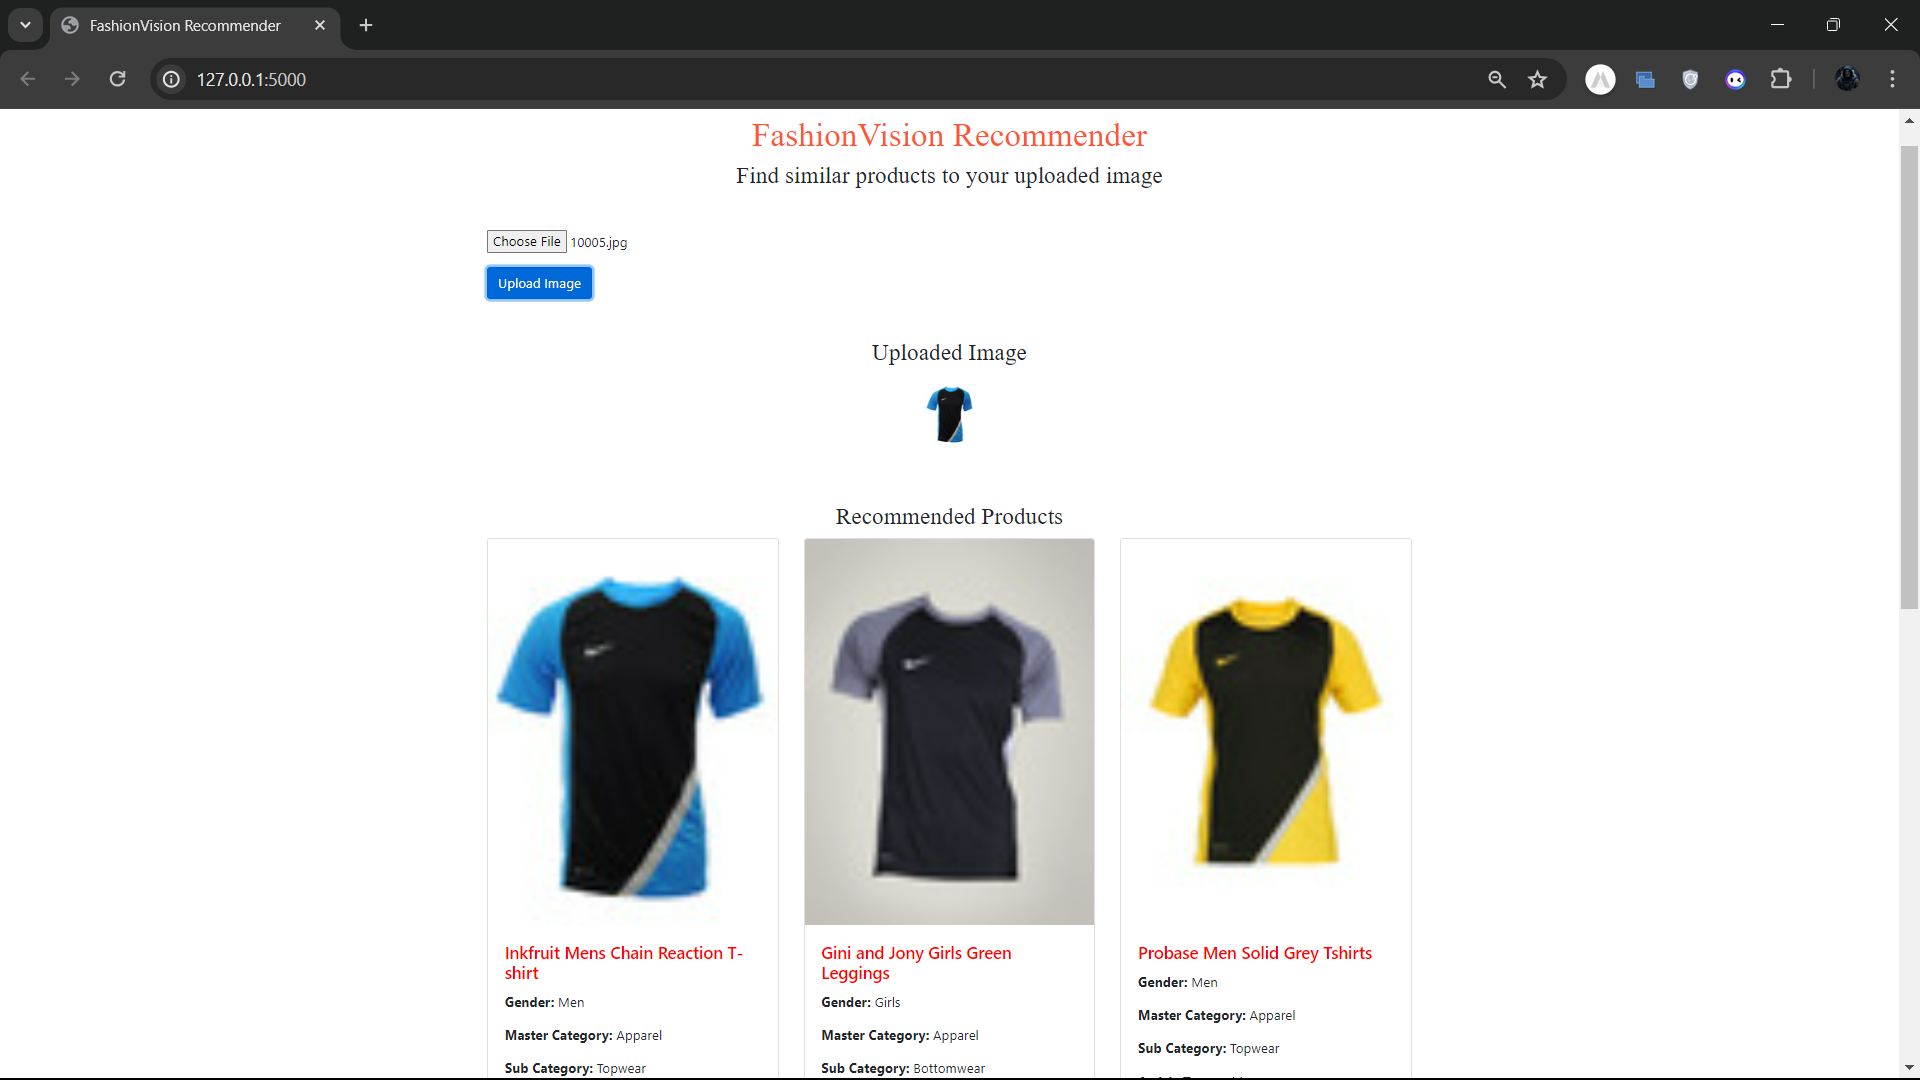 FashionVision Recommender
127.0.0.1:5000
FashionVision Recommender
Find similar products to your uploaded image
Choose File 10005.jpg
Upload Image
Uploaded Image
Recommended Products
Inkfruit Mens Chain Reaction T-
shirt
Gender: Men
Master Category: Apparel
Sub Category: Topwear
Gini and Jony Girls Green
Leggings
Gender: Girls
Master Category: Apparel
Sub Category: Bottomwear
Probase Men Solid Grey Tshirts
Gender: Men
Master Category: Apparel
Sub Category: Topwear